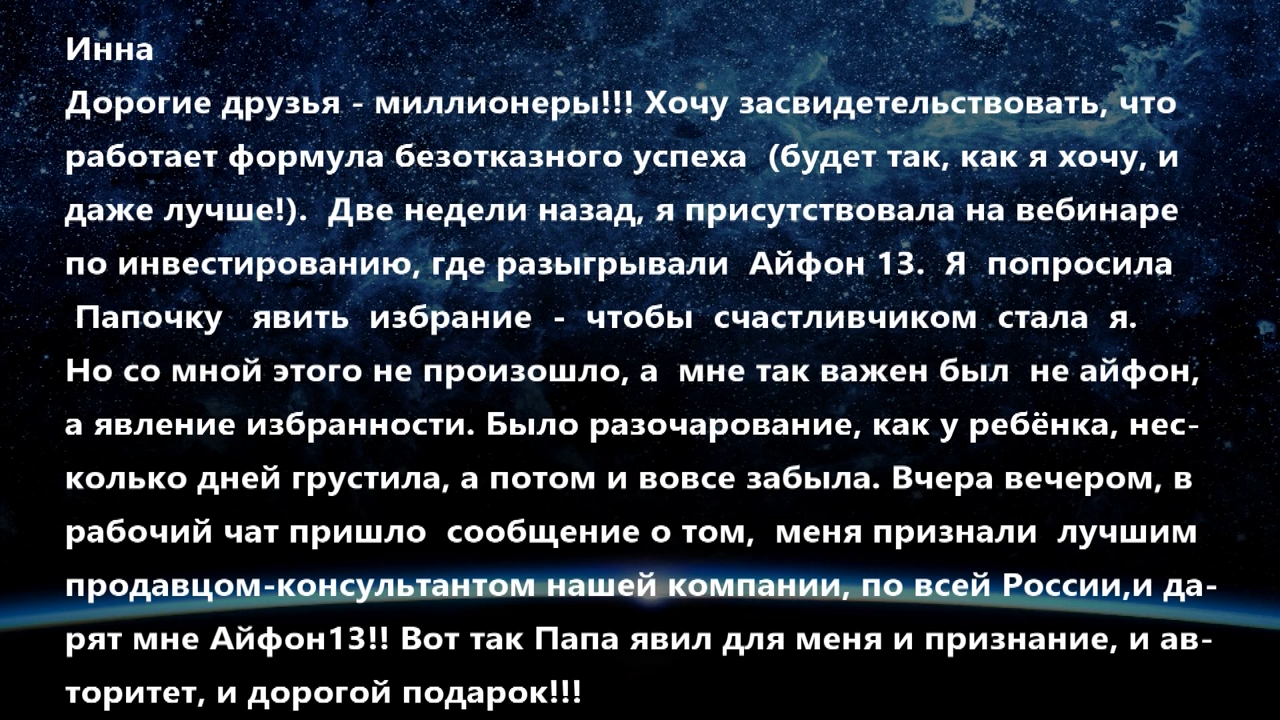 Инна
Дорогие друзья - миллионеры!!! Хочу засвидетельствовать, что
работает формула безотказного успеха  (будет так, как я хочу, и
даже лучше!).  Две недели назад, я присутствовала на вебинаре
по инвестированию, где разыгрывали  Айфон 13.  Я  попросила
Папочку   явить  избрание  -  чтобы  счастливчиком  стала  я.
Но со мной этого не произошло, а  мне так важен был  не айфон,
а явление избранности. Было разочарование, как у ребёнка, нес-
колько дней грустила, а потом и вовсе забыла. Вчера вечером, в
рабочий чат пришло  сообщение о том,  меня признали  лучшим
продавцом-консультантом нашей компании, по всей России,и да-
рят мне Айфон13!! Вот так Папа явил для меня и признание, и ав-
торитет, и дорогой подарок!!!